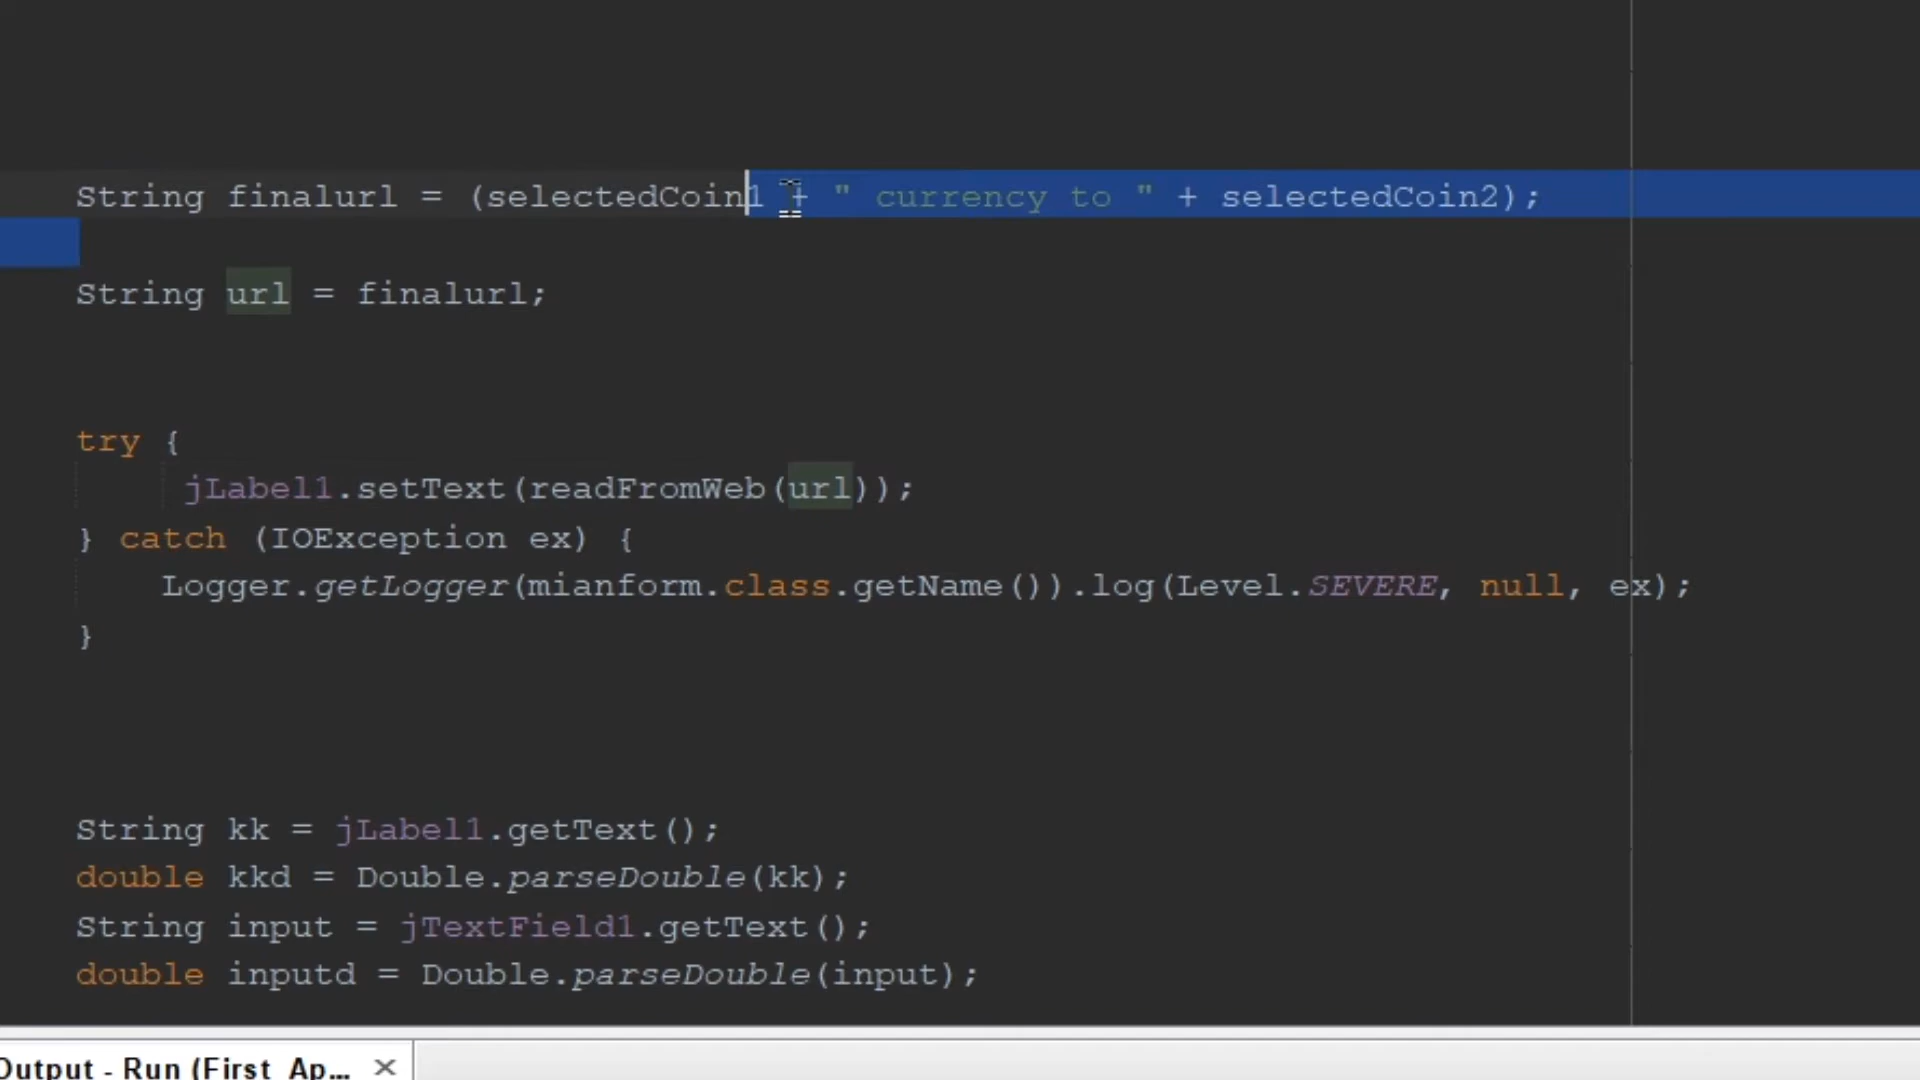 String finalurl = (selectedCoin1 + " currency to " + selectedCoin2);
String url = finalurl;
try {
jLabel1.setText(readFromWeb(url));
} catch (IOException ex) {
Logger.getLogger(mianform.class.getName()).log(Level.SEVERE, null, ex);
}
String kk = jLabel1.getText();
double kkd = Double.parseDouble(kk);
String input = jTextField1.getText();
double inputd = Double.parseDouble(input);
Output - Run (First_Ap...